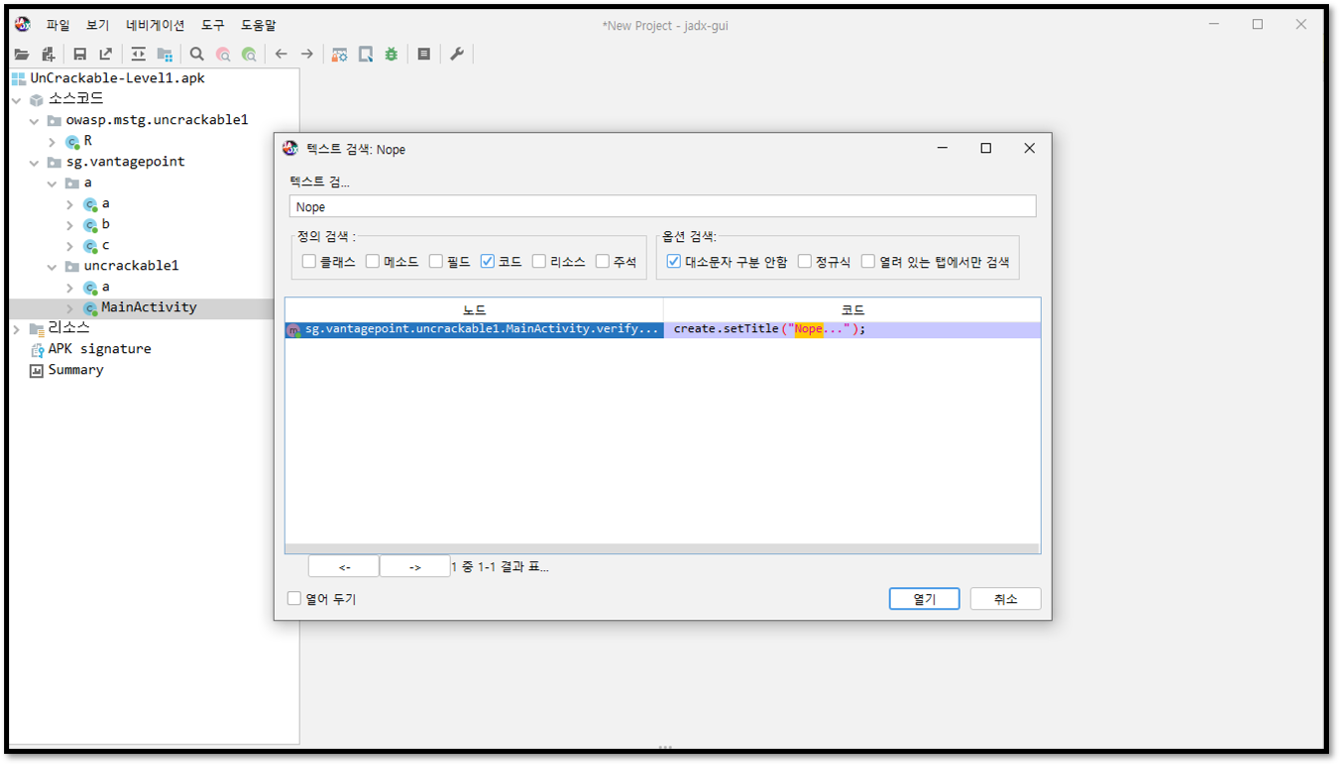 파일 보기 네비게이션 도구 도움말
*New Project - jadx-gui
UnCrackable-Level1.apk
소스코드
owasp.mstg.uncrackable1
R
sg.vantagepoint
a
a
b
c
uncrackable1
a
MainActivity
리소스
APK signature
Summary
텍스트 검색: Nope
텍스트 검...
Nope
정의 검색 :
클래스 메소드 필드 코드 리소스 주석
옵션 검색:
대소문자 구분 안함 정규식 열려 있는 탭에서만 검색
노드 코드
sg.vantagepoint.uncrackable1.MainActivity.verify... create.setTitle("Nope...");
<- -> 1 중 1-1 결과 표...
열어 두기
열기 취소